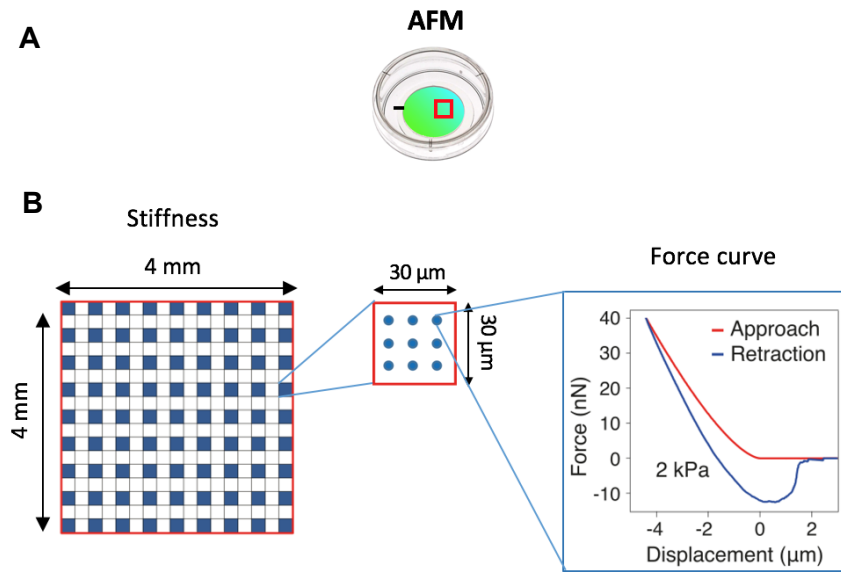 A
AFM
B
Stiffness
4 mm
4 mm
30 µm
30 µm
Force curve
Approach
Retraction
40
30
20
10
0
-10
Force (nN)
2 kPa
-4
-2
0
2
Displacement (µm)